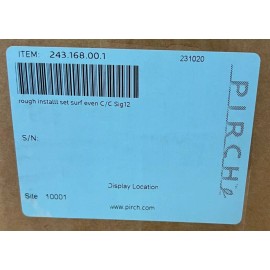 ITEM: 243.168.00.1
231020
rough installl set surf even C/C Sig12
S/N:
Display Location
Site 10001
www.pirch.com
PIRCH